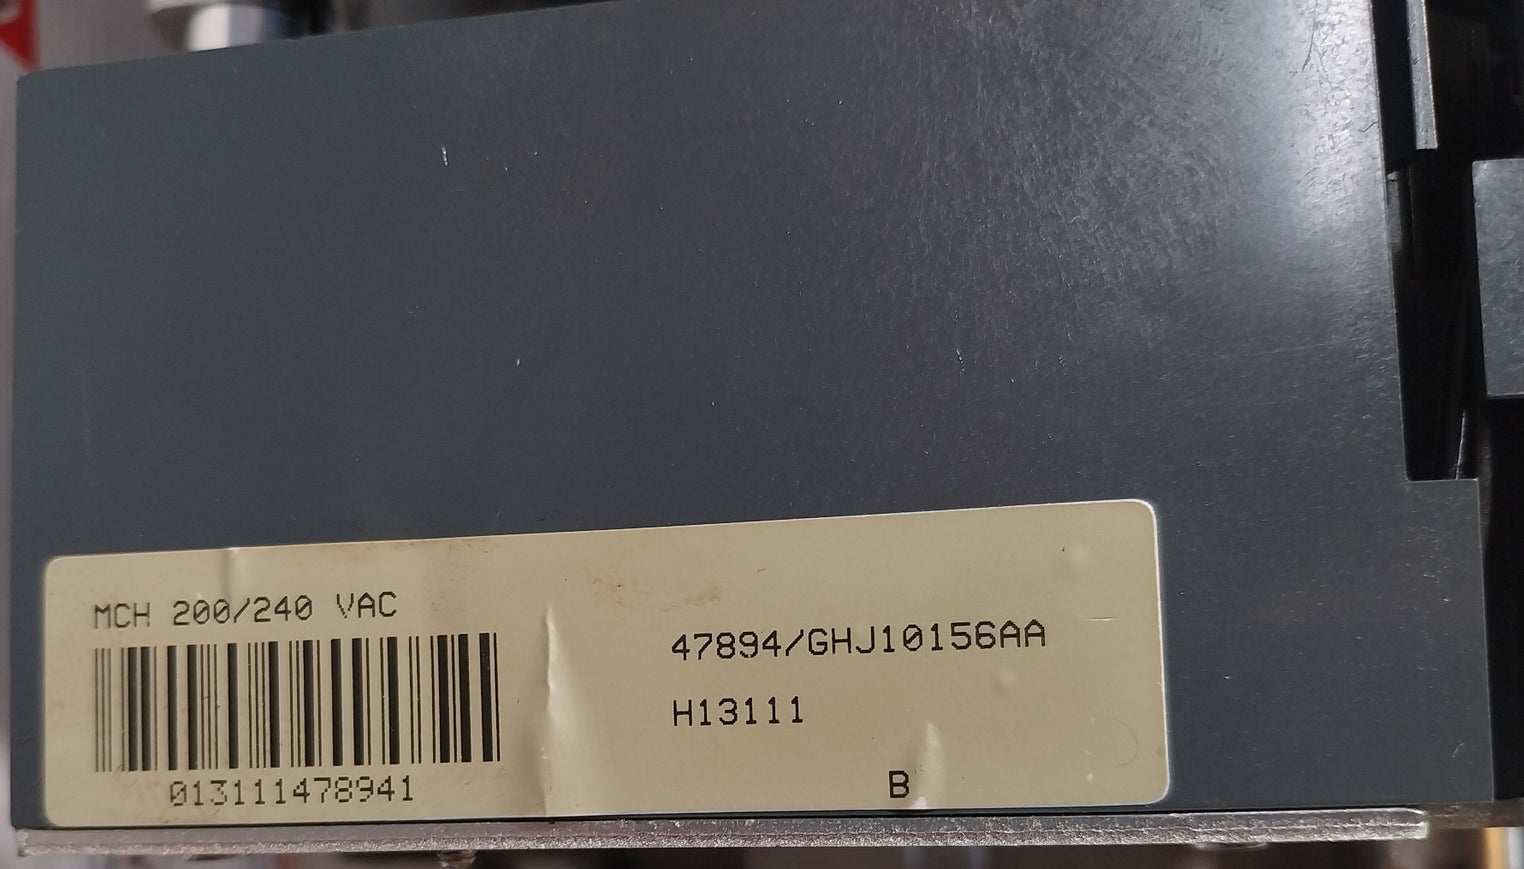 MCH 200/240 VAC
013111478941
47894/GHJ10156AA
H13111
B